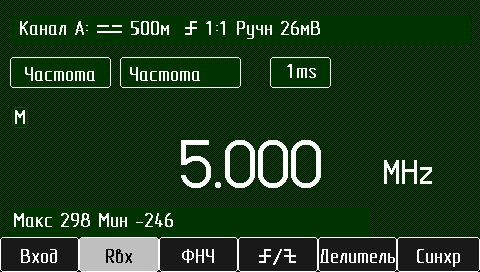 Канал А: 500м 1:1 Ручн 26мВ
Частота Частота 1ms
М
5.000 MHz
Макс 298 Мин -246
Вход Rвх ФНЧ / Делитель Синхр